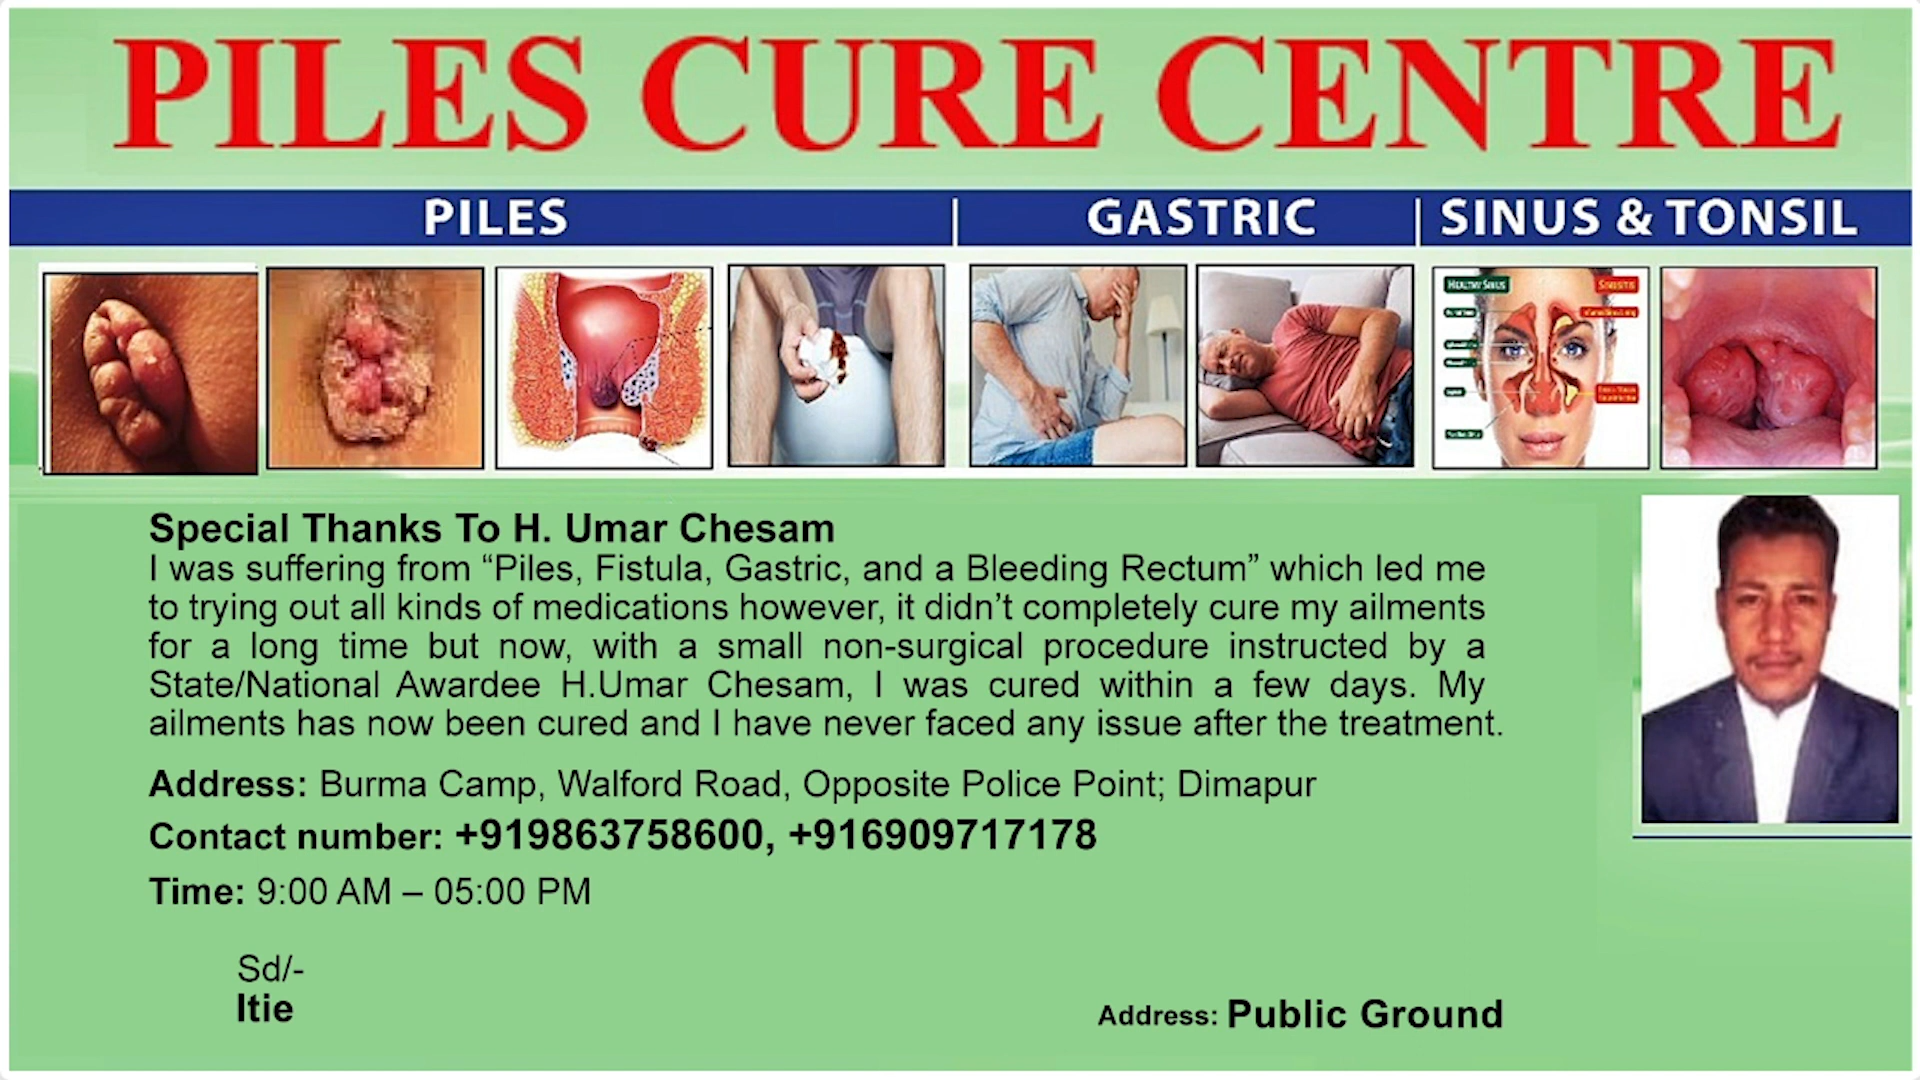 PILES CURE CENTRE
PILES | GASTRIC | SINUS & TONSIL
HEALTHY SINUS
SINUSITIS
Special Thanks To H. Umar Chesam
I was suffering from “Piles, Fistula, Gastric, and a Bleeding Rectum” which led me
to trying out all kinds of medications however, it didn’t completely cure my ailments
for a long time but now, with a small non-surgical procedure instructed by a
State/National Awardee H.Umar Chesam, I was cured within a few days. My
ailments has now been cured and I have never faced any issue after the treatment.
Address: Burma Camp, Walford Road, Opposite Police Point; Dimapur
Contact number: +919863758600, +916909717178
Time: 9:00 AM – 05:00 PM
Sd/-
Itie
Address: Public Ground